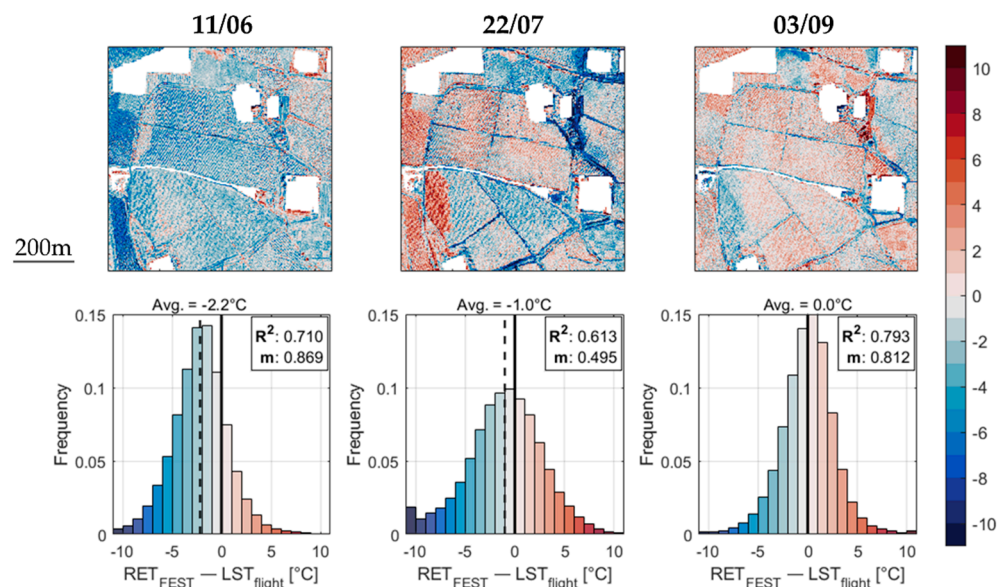 11/06
22/07
03/09
200m
10
8
6
4
2
0
-2
-4
-6
-8
-10
Avg. = -2.2°C
Avg. = -1.0°C
Avg. = 0.0°C
0.15
0.1
0.05
0
Frequency
R²: 0.710
m: 0.869
-10 -5 0 5 10
RET_FEST — LST_flight [°C]
0.15
0.1
0.05
0
Frequency
R²: 0.613
m: 0.495
-10 -5 0 5 10
RET_FEST — LST_flight [°C]
0.15
0.1
0.05
0
Frequency
R²: 0.793
m: 0.812
-10 -5 0 5 10
RET_FEST — LST_flight [°C]